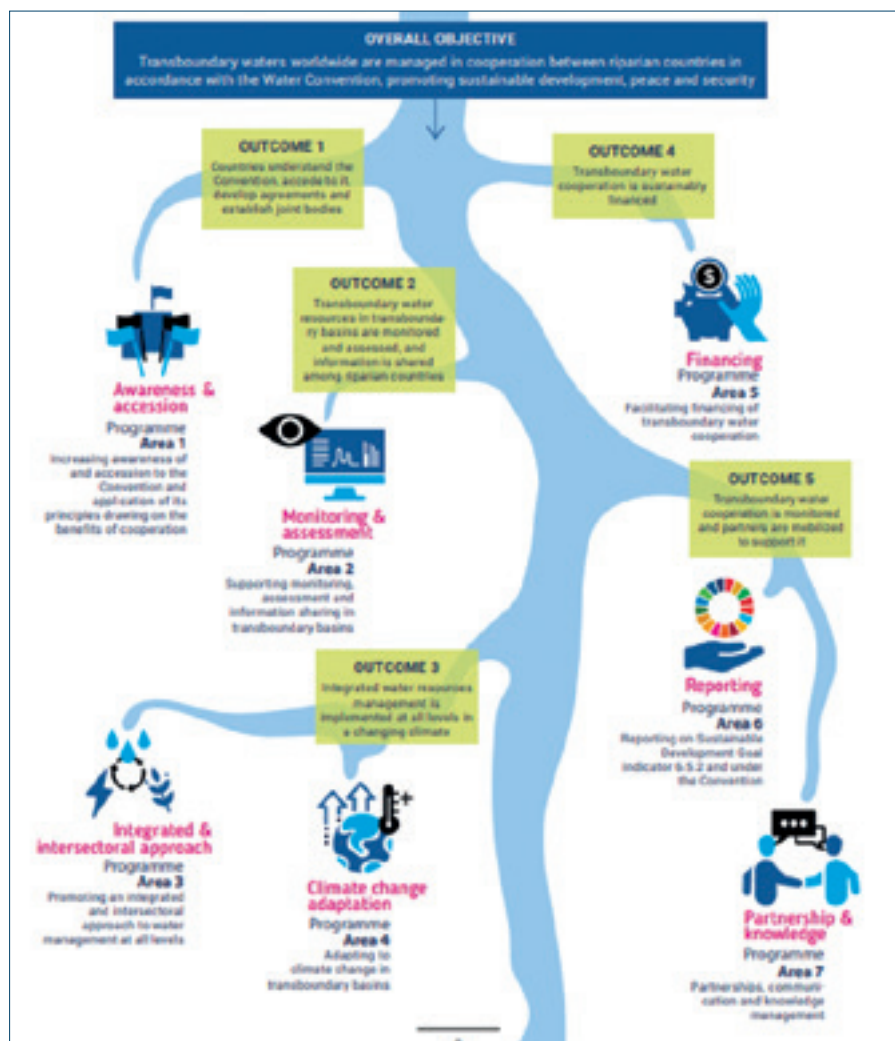 OVERALL OBJECTIVE
Transboundary waters worldwide are managed in cooperation between riparian countries in
accordance with the Water Convention, promoting sustainable development, peace and security
OUTCOME 1
Countries understand the
Convention, accede to it,
develop agreements and
establish joint bodies
OUTCOME 4
Transboundary water
cooperation is sustainably
financed
OUTCOME 2
Transboundary water
resources in transbounda-
ry basins are monitored
and assessed, and
information is shared
among riparian countries
Awareness &
accession
Programme
Area 1
Increasing awareness of
and accession to the
Convention and
application of its
principles drawing on the
benefits of cooperation
$
Financing
Programme
Area 5
Facilitating financing of
transboundary water
cooperation
Monitoring &
assessment
Programme
Area 2
Supporting monitoring,
assessment and
information sharing in
transboundary basins
OUTCOME 5
Transboundary water
cooperation is monitored
and partners are mobilized
to support it
Reporting
Programme
Area 6
Reporting on Sustainable
Development Goal
indicator 6.5.2 and under
the Convention
OUTCOME 3
Integrated water resources
management is
implemented at all levels in
a changing climate
Integrated &
intersectoral approach
Programme
Area 3
Promoting an integrated
and intersectoral
approach to water
management at all levels
Climate change
adaptation
Programme
Area 4
Adapting to
climate change in
transboundary basins
Partnership &
knowledge
Programme
Area 7
Partnerships, communi-
cation and knowledge
management